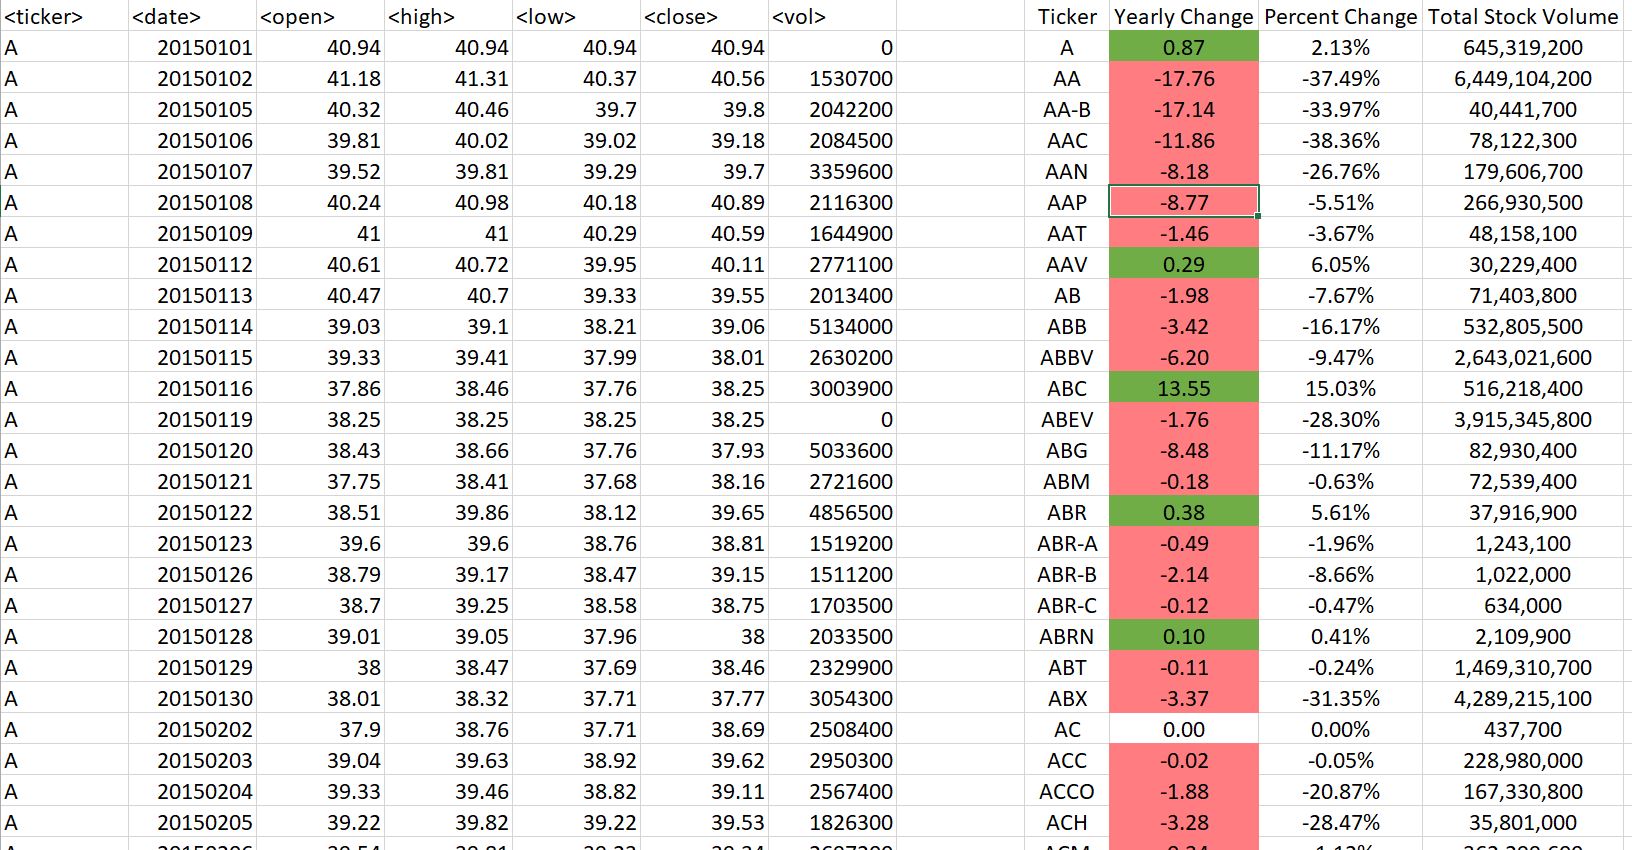 <ticker> <date> <open> <high> <low> <close> <vol> Ticker Yearly Change Percent Change Total Stock Volume
A 20150101 40.94 40.94 40.94 40.94 0 A 0.87 2.13% 645,319,200
A 20150102 41.18 41.31 40.37 40.56 1530700 AA -17.76 -37.49% 6,449,104,200
A 20150105 40.32 40.46 39.7 39.8 2042200 AA-B -17.14 -33.97% 40,441,700
A 20150106 39.81 40.02 39.02 39.18 2084500 AAC -11.86 -38.36% 78,122,300
A 20150107 39.52 39.81 39.29 39.7 3359600 AAN -8.18 -26.76% 179,606,700
A 20150108 40.24 40.98 40.18 40.89 2116300 AAP -8.77 -5.51% 266,930,500
A 20150109 41 41 40.29 40.59 1644900 AAT -1.46 -3.67% 48,158,100
A 20150112 40.61 40.72 39.95 40.11 2771100 AAV 0.29 6.05% 30,229,400
A 20150113 40.47 40.7 39.33 39.55 2013400 AB -1.98 -7.67% 71,403,800
A 20150114 39.03 39.1 38.21 39.06 5134000 ABB -3.42 -16.17% 532,805,500
A 20150115 39.33 39.41 37.99 38.01 2630200 ABBV -6.20 -9.47% 2,643,021,600
A 20150116 37.86 38.46 37.76 38.25 3003900 ABC 13.55 15.03% 516,218,400
A 20150119 38.25 38.25 38.25 38.25 0 ABEV -1.76 -28.30% 3,915,345,800
A 20150120 38.43 38.66 37.76 37.93 5033600 ABG -8.48 -11.17% 82,930,400
A 20150121 37.75 38.41 37.68 38.16 2721600 ABM -0.18 -0.63% 72,539,400
A 20150122 38.51 39.86 38.12 39.65 4856500 ABR 0.38 5.61% 37,916,900
A 20150123 39.6 39.6 38.76 38.81 1519200 ABR-A -0.49 -1.96% 1,243,100
A 20150126 38.79 39.17 38.47 39.15 1511200 ABR-B -2.14 -8.66% 1,022,000
A 20150127 38.7 39.25 38.58 38.75 1703500 ABR-C -0.12 -0.47% 634,000
A 20150128 39.01 39.05 37.96 38 2033500 ABRN 0.10 0.41% 2,109,900
A 20150129 38 38.47 37.69 38.46 2329900 ABT -0.11 -0.24% 1,469,310,700
A 20150130 38.01 38.32 37.71 37.77 3054300 ABX -3.37 -31.35% 4,289,215,100
A 20150202 37.9 38.76 37.71 38.69 2508400 AC 0.00 0.00% 437,700
A 20150203 39.04 39.63 38.92 39.62 2950300 ACC -0.02 -0.05% 228,980,000
A 20150204 39.33 39.46 38.82 39.11 2567400 ACCO -1.88 -20.87% 167,330,800
A 20150205 39.22 39.82 39.22 39.53 1826300 ACH -3.28 -28.47% 35,801,000